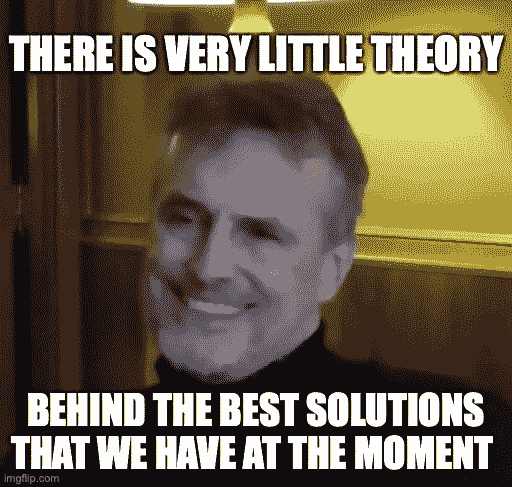 THERE IS VERY LITTLE THEORY
BEHIND THE BEST SOLUTIONS
THAT WE HAVE AT THE MOMENT
imgflip.com